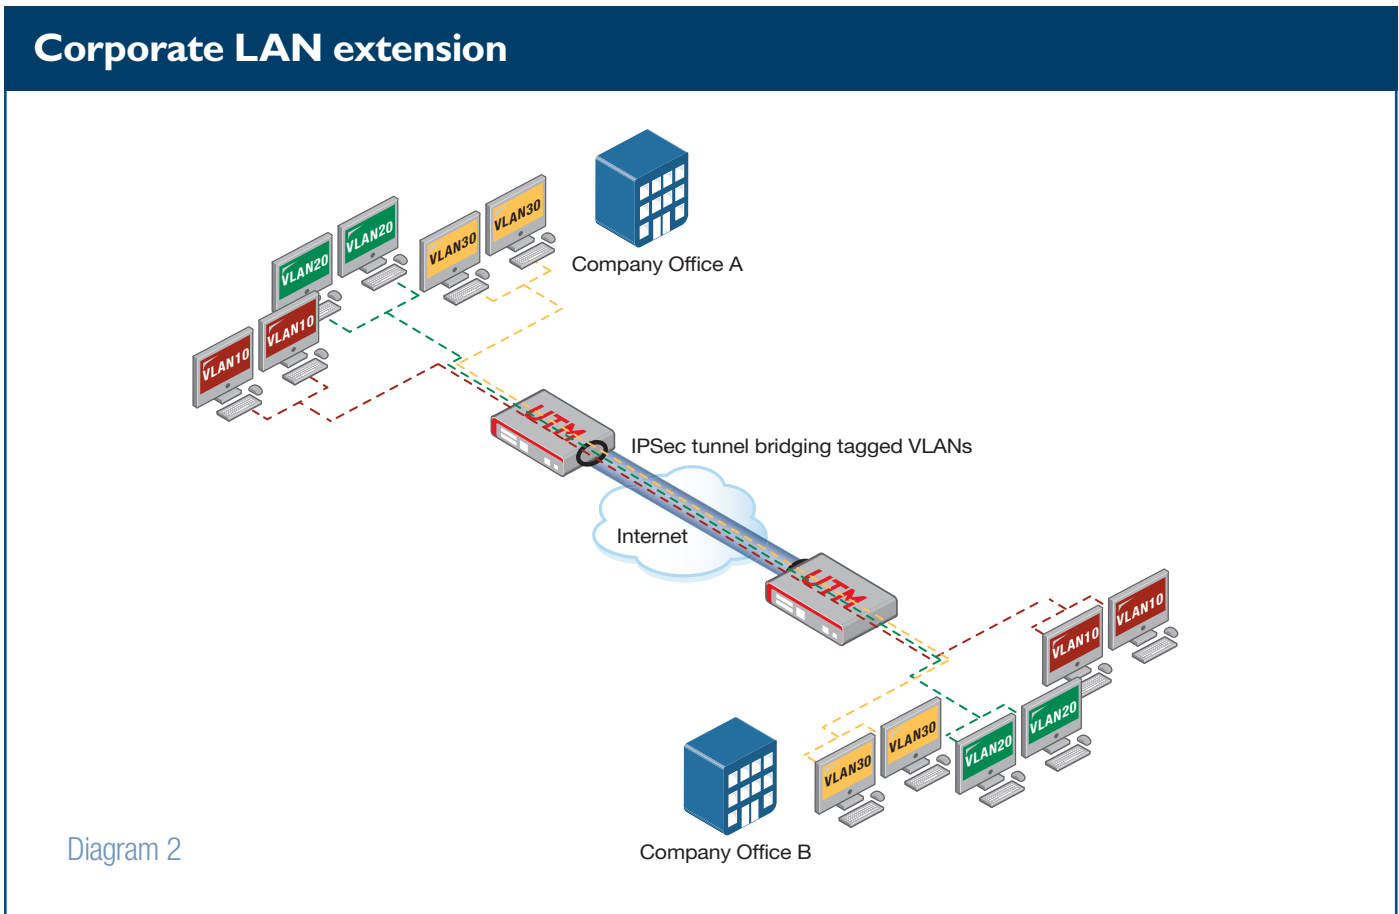 Corporate LAN extension
VLAN30
VLAN20
VLAN30
VLAN20
VLAN10
VLAN10
Company Office A
UTM
IPSec tunnel bridging tagged VLANs
Internet
UTM
VLAN10
VLAN10
VLAN20
VLAN30
VLAN20
VLAN30
Company Office B
Diagram 2